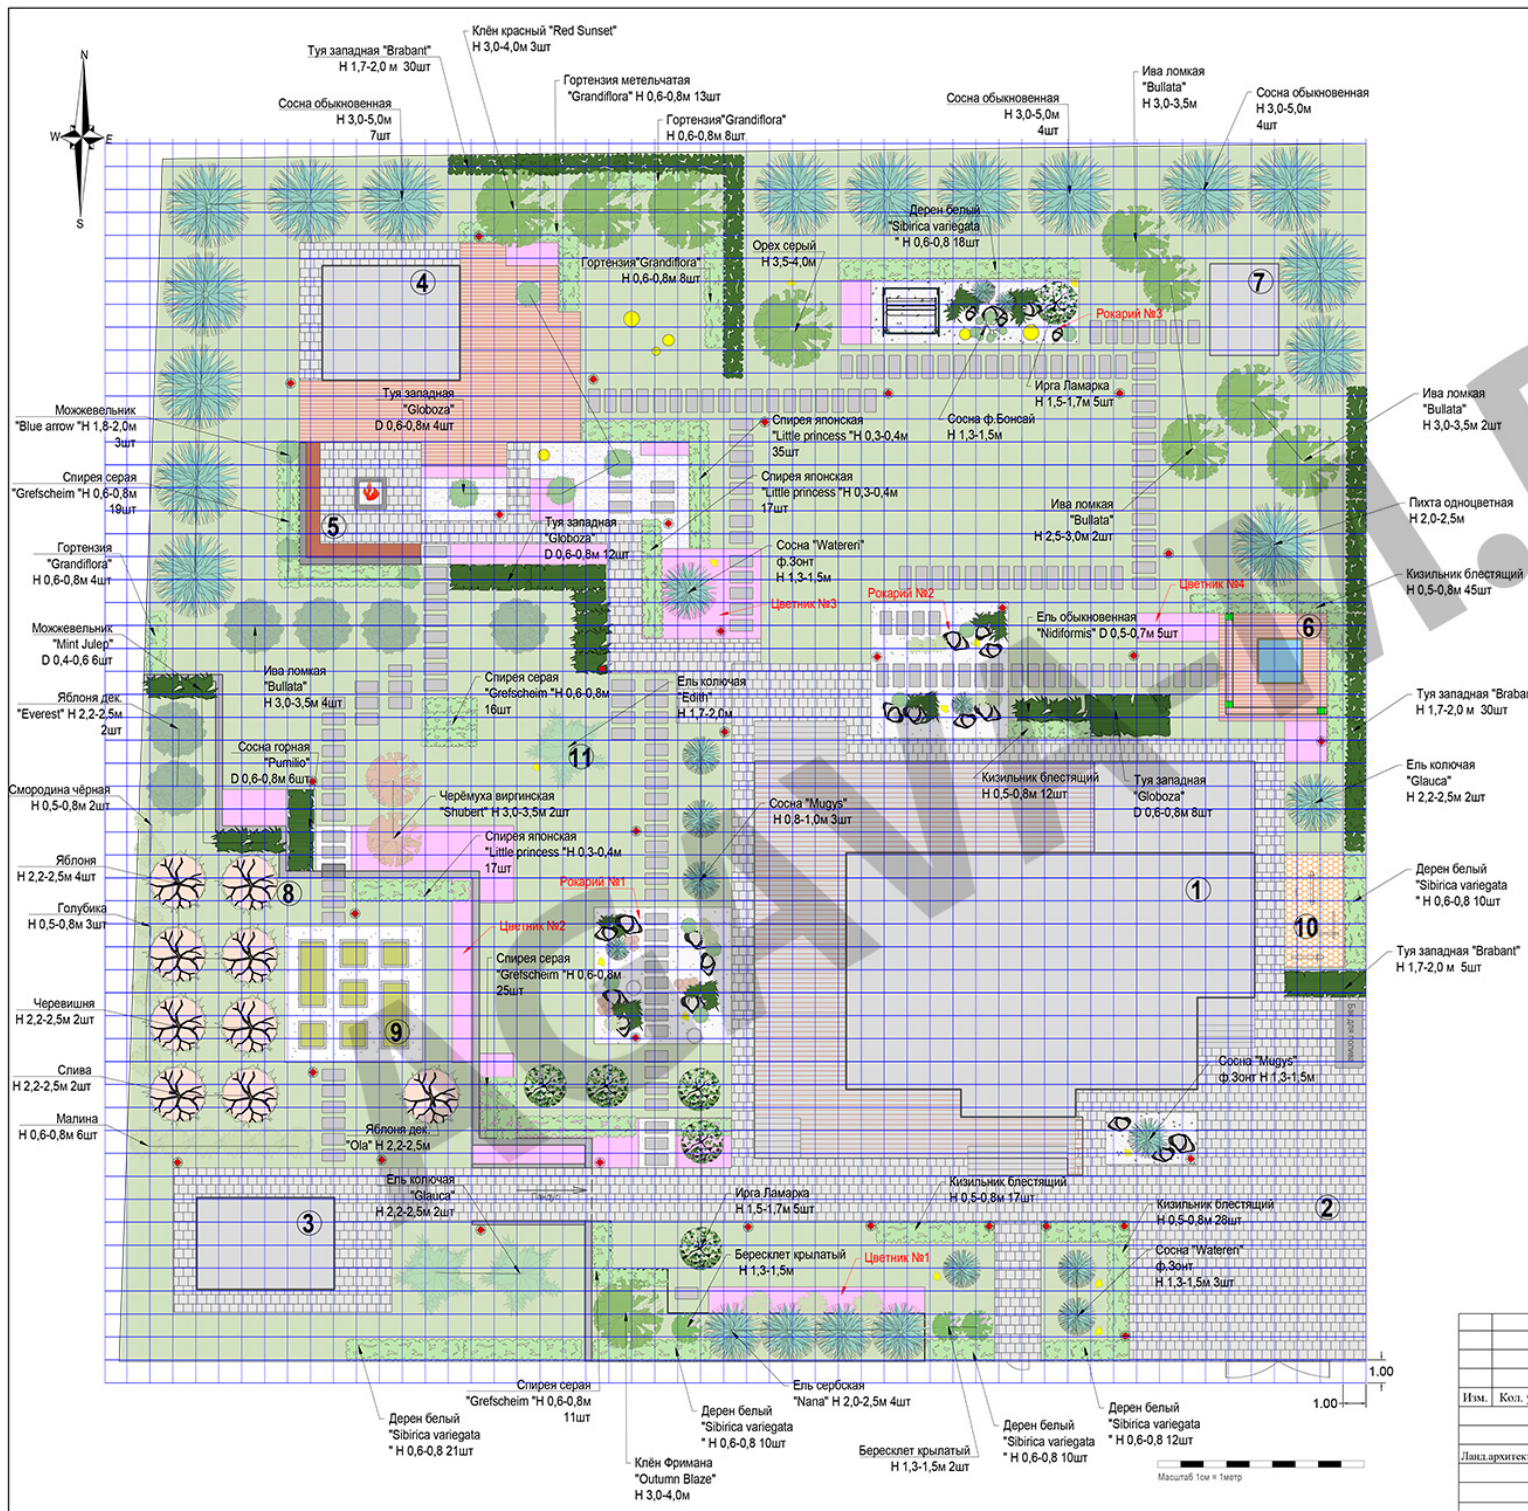 Клён красный "Red Sunset"
H 3,0-4,0м 3шт
Туя западная "Brabant"
H 1,7-2,0 м 30шт
Гортензия метельчатая
"Grandiflora" H 0,6-0,8м 13шт
Сосна обыкновенная
H 3,0-5,0м
7шт
Гортензия"Grandiflora"
H 0,6-0,8м 8шт
Сосна обыкновенная
H 3,0-5,0м
4шт
Ива ломкая
"Bullata"
H 3,0-3,5м
Сосна обыкновенная
H 3,0-5,0м
4шт
N
W
E
S
Дерен белый
"Sibirica variegata
" H 0,6-0,8 18шт
Орех серый
H 3,5-4,0м
Гортензия"Grandiflora"
H 0,6-0,8м 8шт
4
7
Рокарий №3
Ирга Ламарка
H 1,5-1,7м 5шт
Сосна ф.Бонсай
H 1,3-1,5м
Туя западная
"Globoza"
D 0,6-0,8м 4шт
Можжевельник
"Blue arrow "H 1,8-2,0м
3шт
Спирея японская
"Little princess "H 0,3-0,4м
35шт
Ива ломкая
"Bullata"
H 3,0-3,5м 2шт
Спирея серая
"Grefscheim "H 0,6-0,8м
19шт
Спирея японская
"Little princess "H 0,3-0,4м
17шт
5
Ива ломкая
"Bullata"
H 2,5-3,0м 2шт
Пихта одноцветная
H 2,0-2,5м
Туя западная
"Globoza"
D 0,6-0,8м 12шт
Гортензия
"Grandiflora"
H 0,6-0,8м 4шт
Сосна "Watereri"
ф.Зонт
H 1,3-1,5м
Кизильник блестящий
H 0,5-0,8м 45шт
Цветник №3
Рокарий №2
Цветник №4
Ель обыкновенная
"Nidiformis" D 0,5-0,7м 5шт
6
Можжевельник
"Mint Julep"
D 0,4-0,6 6шт
Ива ломкая
"Bullata"
H 3,0-3,5м 4шт
Спирея серая
"Grefscheim "H 0,6-0,8м
16шт
Ель колючая
"Edith"
H 1,7-2,0м
Яблоня дек.
"Everest" H 2,2-2,5м
2шт
H 1,7-2,0 м 30шт
Сосна горная
"Pumilio"
D 0,6-0,8м 6шт
11
Кизильник блестящий
H 0,5-0,8м 12шт
Туя западная
"Globoza"
D 0,6-0,8м 8шт
Ель колючая
"Glauca"
H 2,2-2,5м 2шт
Смородина чёрная
H 0,5-0,8м 2шт
Черёмуха виргинская
"Shubert" H 3,0-3,5м 2шт
Сосна "Mugys"
H 0,8-1,0м 3шт
Спирея японская
"Little princess "H 0,3-0,4м
17шт
Яблоня
H 2,2-2,5м 4шт
8
Рокарий №1
1
Дерен белый
"Sibirica variegata
" H 0,6-0,8 10шт
Голубика
H 0,5-0,8м 3шт
Цветник №2
10
Спирея серая
"Grefscheim "H 0,6-0,8м
25шт
Туя западная "Brabant"
H 1,7-2,0 м 5шт
Черевишня
H 2,2-2,5м 2шт
9
Слива
H 2,2-2,5м 2шт
Сосна "Mugys"
ф.Зонт H 1,3-1,5м
Малина
H 0,6-0,8м 6шт
Яблоня дек.
"Ola" H 2,2-2,5м
Ель колючая
"Glauca"
H 2,2-2,5м 2шт
Пандус
3
Ирга Ламарка
H 1,5-1,7м 5шт
Кизильник блестящий
H 0,5-0,8м 17шт
Кизильник блестящий
H 0,5-0,8м 28шт
2
Бересклет крылатый
H 1,3-1,5м
Цветник №1
Сосна "Watereri"
ф.Зонт
H 1,3-1,5м 3шт
1.00
1.00
Спирея серая
"Grefscheim "H 0,6-0,8м
11шт
Ель сербская
"Nana" H 2,0-2,5м 4шт
Дерен белый
"Sibirica variegata
" H 0,6-0,8 21шт
Дерен белый
"Sibirica variegata
" H 0,6-0,8 10шт
Дерен белый
"Sibirica variegata
" H 0,6-0,8 10шт
Дерен белый
"Sibirica variegata
" H 0,6-0,8 12шт
Бересклет крылатый
H 1,3-1,5м 2шт
Клён Фримана
"Outumn Blaze"
H 3,0-4,0м
Масштаб 1см = 1метр
Изм. Кол.